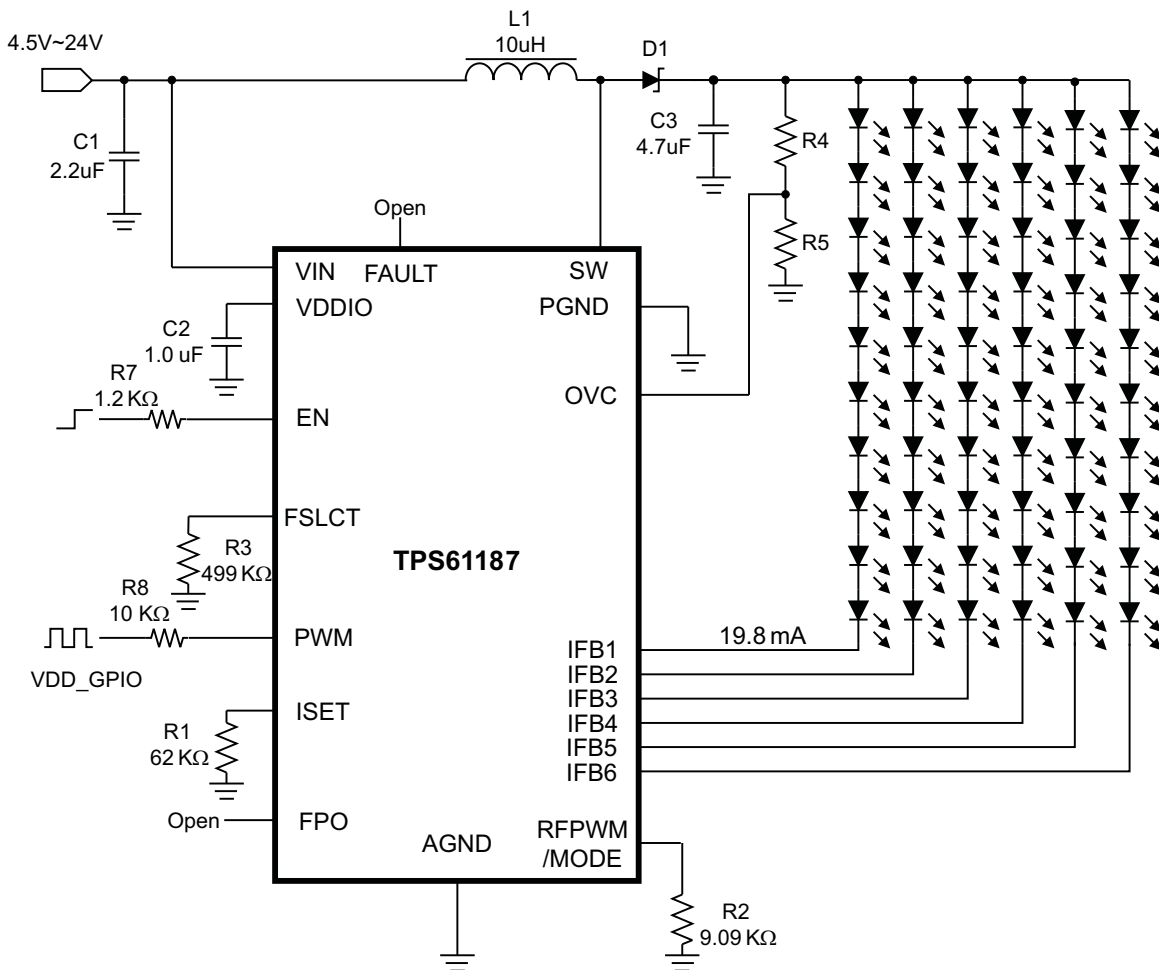 L1
10uH
4.5V~24V
D1
C1
2.2uF
C3
4.7uF
R4
R5
Open
VIN
FAULT
SW
VDDIO
PGND
C2
1.0 uF
R7
1.2 KΩ
EN
OVC
FSLCT
R3
499 KΩ
TPS61187
R8
10 KΩ
PWM
VDD_GPIO
19.8 mA
IFB1
IFB2
IFB3
IFB4
IFB5
IFB6
ISET
R1
62 KΩ
Open
FPO
AGND
RFPWM
/MODE
R2
9.09 KΩ